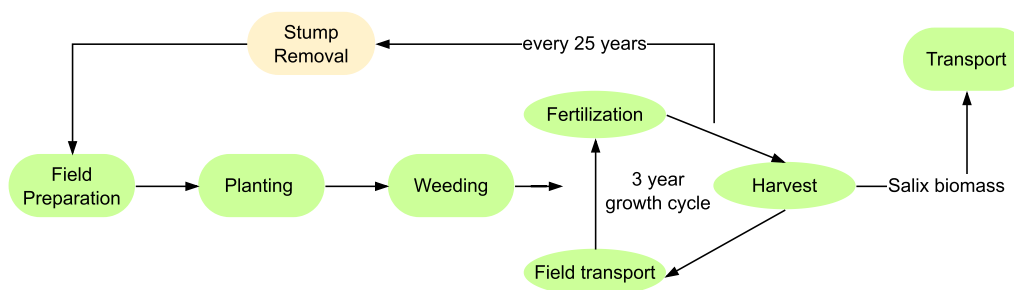 Stump
Removal
every 25 years
Transport
Fertilization
Field
Preparation
Planting
Weeding
3 year
growth cycle
Harvest
Salix biomass
Field transport